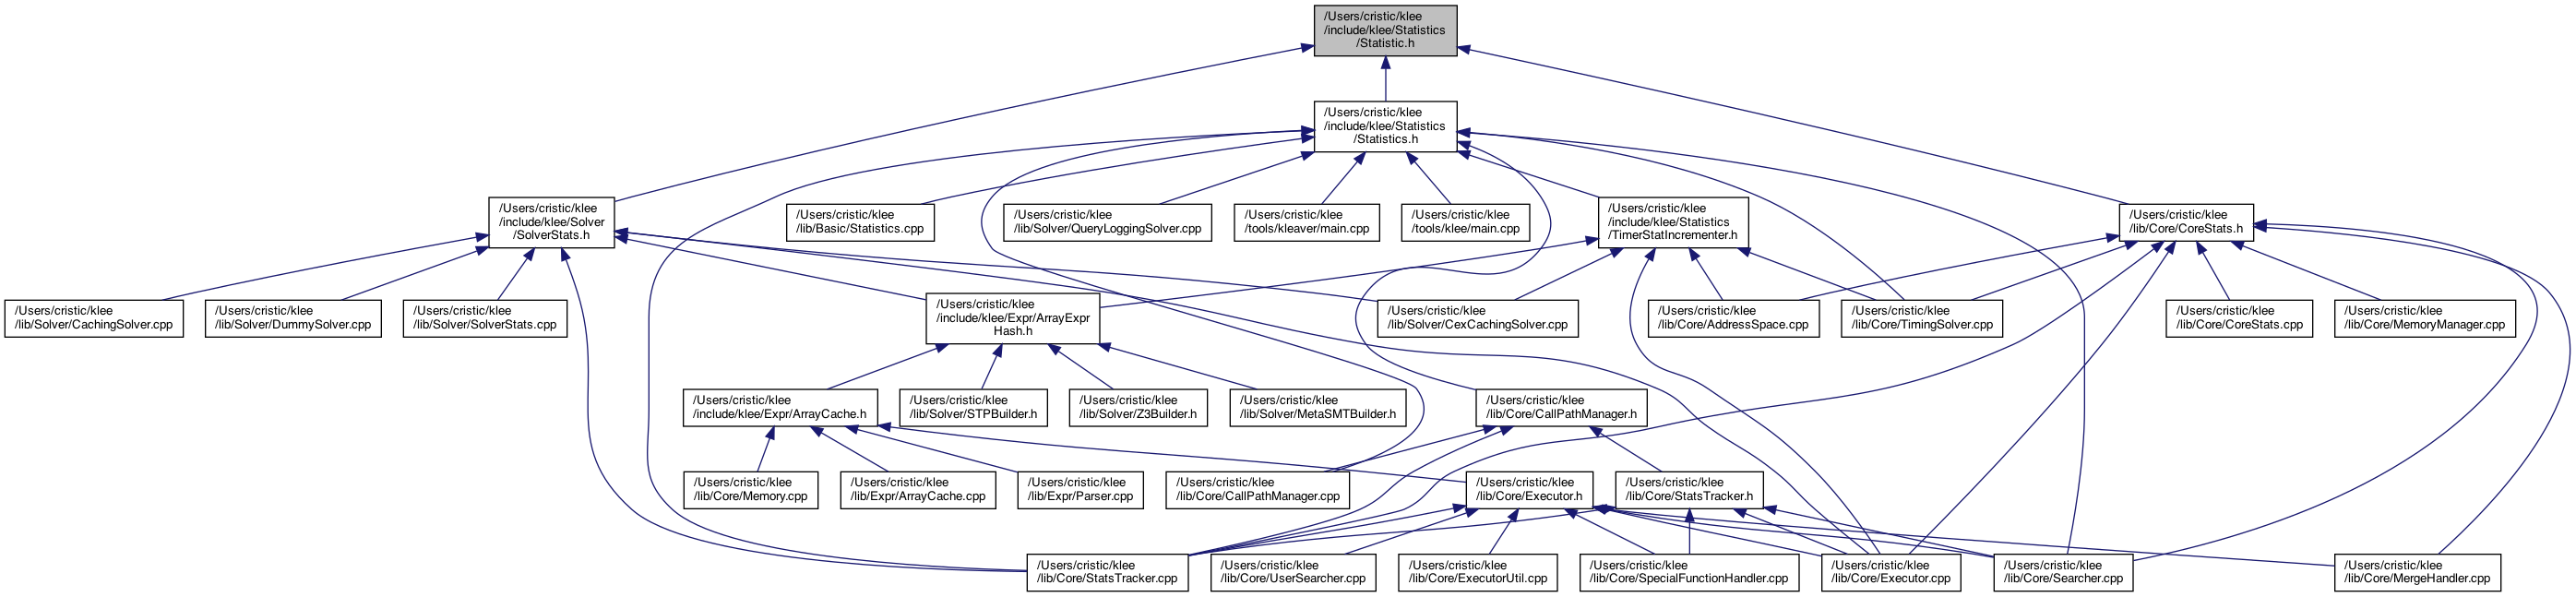 /Users/cristic/klee
/include/klee/Statistics
/Statistic.h
/Users/cristic/klee
/include/klee/Statistics
/Statistics.h
/Users/cristic/klee
/include/klee/Solver
/SolverStats.h
/Users/cristic/klee
/lib/Basic/Statistics.cpp
/Users/cristic/klee
/lib/Solver/QueryLoggingSolver.cpp
/Users/cristic/klee
/tools/kleaver/main.cpp
/Users/cristic/klee
/tools/klee/main.cpp
/Users/cristic/klee
/include/klee/Statistics
/TimerStatIncrementer.h
/Users/cristic/klee
/lib/Core/CoreStats.h
/Users/cristic/klee
/lib/Solver/CachingSolver.cpp
/Users/cristic/klee
/lib/Solver/DummySolver.cpp
/Users/cristic/klee
/lib/Solver/SolverStats.cpp
/Users/cristic/klee
/include/klee/Expr/ArrayExpr
Hash.h
/Users/cristic/klee
/lib/Solver/CexCachingSolver.cpp
/Users/cristic/klee
/lib/Core/AddressSpace.cpp
/Users/cristic/klee
/lib/Core/TimingSolver.cpp
/Users/cristic/klee
/lib/Core/CoreStats.cpp
/Users/cristic/klee
/lib/Core/MemoryManager.cpp
/Users/cristic/klee
/include/klee/Expr/ArrayCache.h
/Users/cristic/klee
/lib/Solver/STPBuilder.h
/Users/cristic/klee
/lib/Solver/Z3Builder.h
/Users/cristic/klee
/lib/Solver/MetaSMTBuilder.h
/Users/cristic/klee
/lib/Core/CallPathManager.h
/Users/cristic/klee
/lib/Core/Memory.cpp
/Users/cristic/klee
/lib/Expr/ArrayCache.cpp
/Users/cristic/klee
/lib/Expr/Parser.cpp
/Users/cristic/klee
/lib/Core/CallPathManager.cpp
/Users/cristic/klee
/lib/Core/Executor.h
/Users/cristic/klee
/lib/Core/StatsTracker.h
/Users/cristic/klee
/lib/Core/StatsTracker.cpp
/Users/cristic/klee
/lib/Core/UserSearcher.cpp
/Users/cristic/klee
/lib/Core/ExecutorUtil.cpp
/Users/cristic/klee
/lib/Core/SpecialFunctionHandler.cpp
/Users/cristic/klee
/lib/Core/Executor.cpp
/Users/cristic/klee
/lib/Core/Searcher.cpp
/Users/cristic/klee
/lib/Core/MergeHandler.cpp